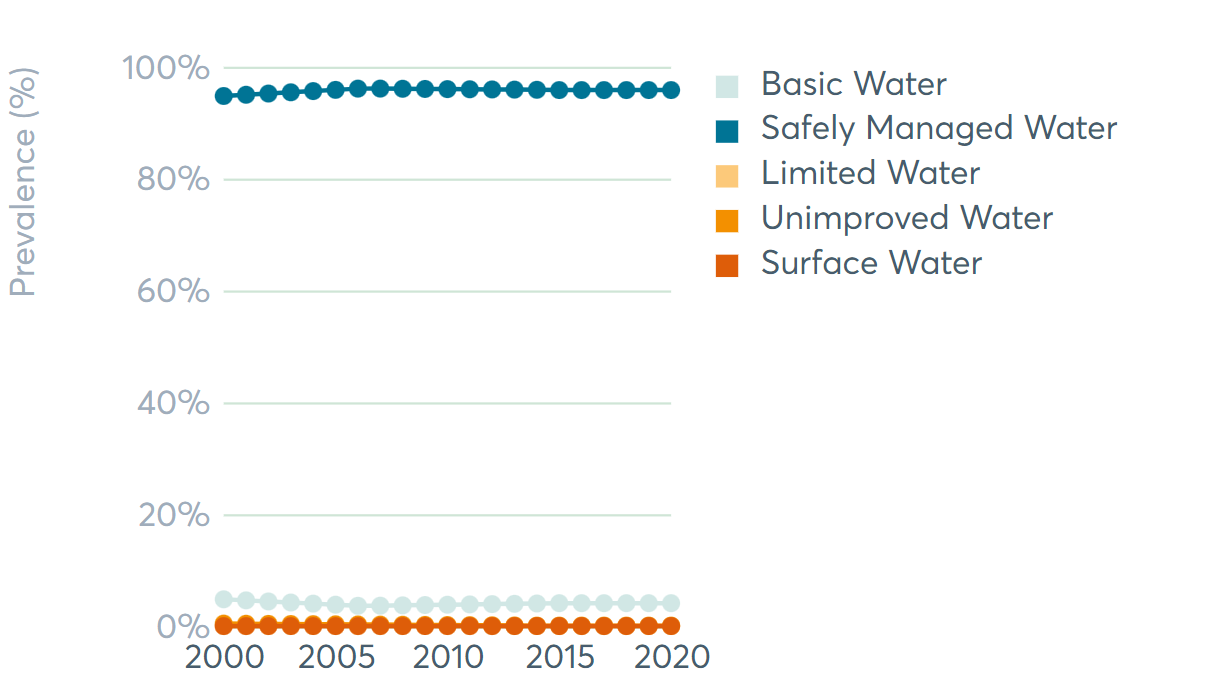 Prevalence (%)
100%
80%
60%
40%
20%
0%
2000 2005 2010 2015 2020
Basic Water
Safely Managed Water
Limited Water
Unimproved Water
Surface Water